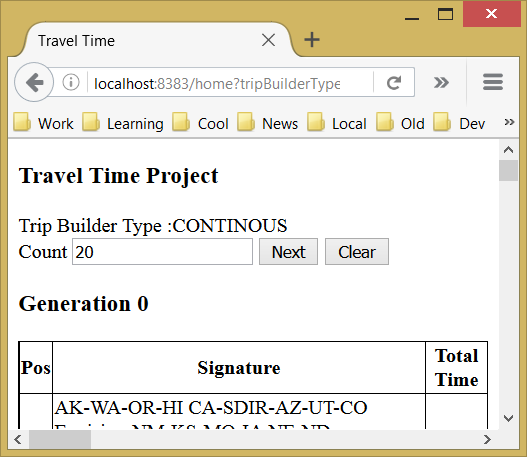 Travel Time
localhost:8383/home?tripBuilderType
Work Learning Cool News Local Old Dev
Travel Time Project
Trip Builder Type :CONTINOUS
Count 20 Next Clear
Generation 0
Pos Signature Total Time
AK-WA-OR-HI CA-SDIR-AZ-UT-CO